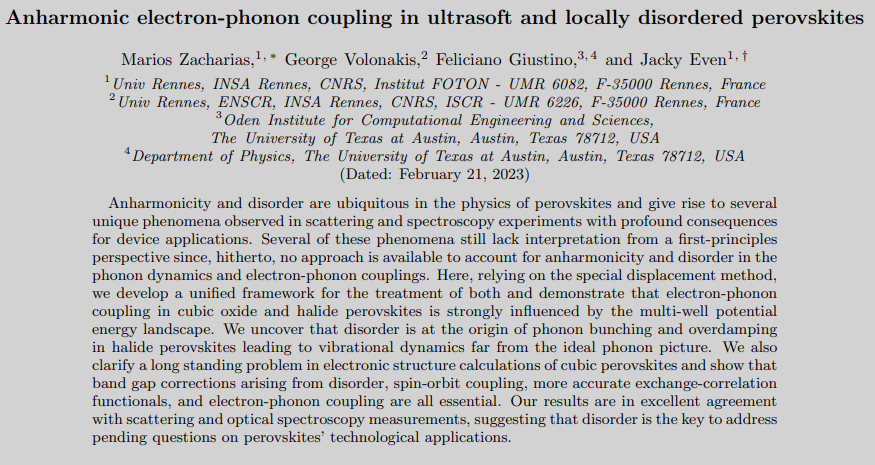 Anharmonic electron-phonon coupling in ultrasoft and locally disordered perovskites
Marios Zacharias,1, * George Volonakis,2 Feliciano Giustino,3, 4 and Jacky Even1, †
1 Univ Rennes, INSA Rennes, CNRS, Institut FOTON - UMR 6082, F-35000 Rennes, France
2 Univ Rennes, ENSCR, INSA Rennes, CNRS, ISCR - UMR 6226, F-35000 Rennes, France
3 Oden Institute for Computational Engineering and Sciences,
The University of Texas at Austin, Austin, Texas 78712, USA
4 Department of Physics, The University of Texas at Austin, Austin, Texas 78712, USA
(Dated: February 21, 2023)
Anharmonicity and disorder are ubiquitous in the physics of perovskites and give rise to several
unique phenomena observed in scattering and spectroscopy experiments with profound consequences
for device applications. Several of these phenomena still lack interpretation from a first-principles
perspective since, hitherto, no approach is available to account for anharmonicity and disorder in the
phonon dynamics and electron-phonon couplings. Here, relying on the special displacement method,
we develop a unified framework for the treatment of both and demonstrate that electron-phonon
coupling in cubic oxide and halide perovskites is strongly influenced by the multi-well potential
energy landscape. We uncover that disorder is at the origin of phonon bunching and overdamping
in halide perovskites leading to vibrational dynamics far from the ideal phonon picture. We also
clarify a long standing problem in electronic structure calculations of cubic perovskites and show that
band gap corrections arising from disorder, spin-orbit coupling, more accurate exchange-correlation
functionals, and electron-phonon coupling are all essential. Our results are in excellent agreement
with scattering and optical spectroscopy measurements, suggesting that disorder is the key to address
pending questions on perovskites' technological applications.